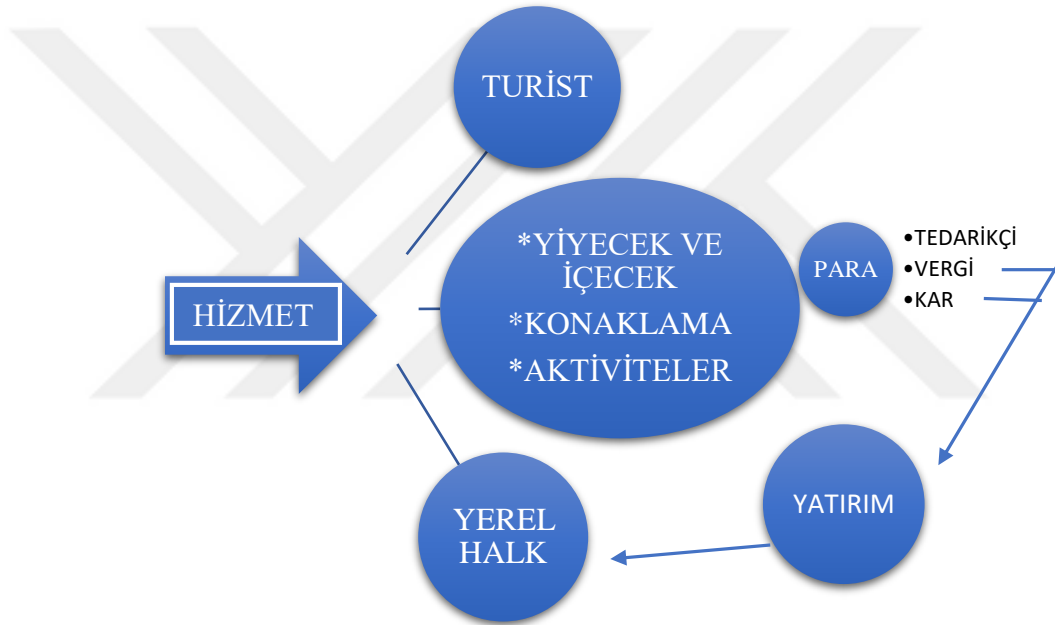 TURİST
*YİYECEK VE
İÇECEK
*KONAKLAMA
*AKTİVİTELER
PARA
•TEDARİKÇİ
•VERGİ
•KAR
HİZMET
YEREL
HALK
YATIRIM